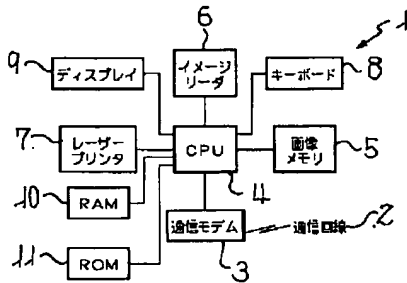 1
6
9
ディスプレイ
イメージ
リーダ
キーボード
8
7
レーザー
プリンタ
CPU
画像
メモリ
5
4
10
RAM
通信モデム
通信回線
2
3
11
ROM